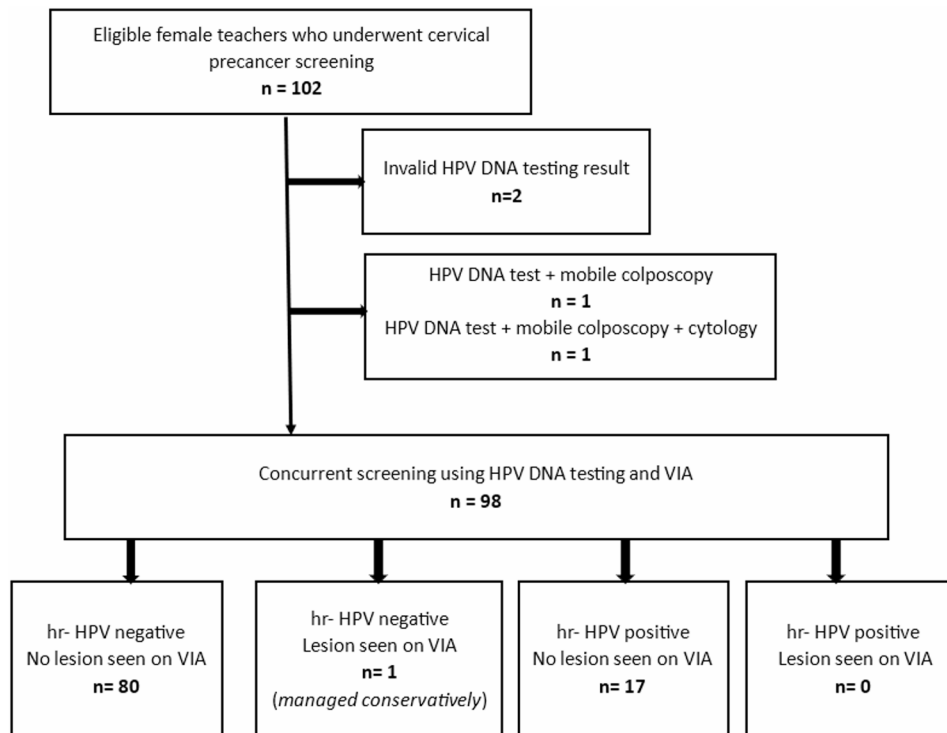 Eligible female teachers who underwent cervical
precancer screening
n = 102
Invalid HPV DNA testing result
n=2
HPV DNA test + mobile colposcopy
n = 1
HPV DNA test + mobile colposcopy + cytology
n = 1
Concurrent screening using HPV DNA testing and VIA
n = 98
hr- HPV negative
No lesion seen on VIA
n= 80
hr- HPV negative
Lesion seen on VIA
n= 1
(managed conservatively)
hr- HPV positive
No lesion seen on VIA
n= 17
hr- HPV positive
Lesion seen on VIA
n= 0